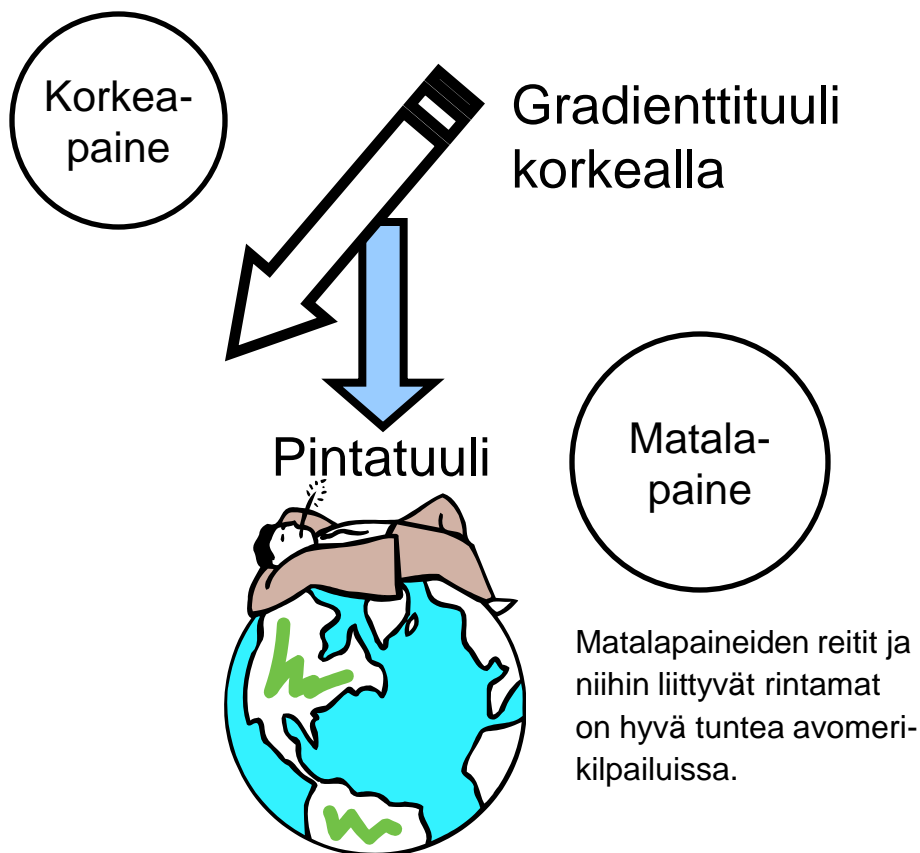 Korkea-
paine
Gradienttituuli
korkealla
Pintatuuli
Matala-
paine
Matalapaineiden reitit ja
niihin liittyvät rintamat
on hyvä tuntea avomeri-
kilpailuissa.